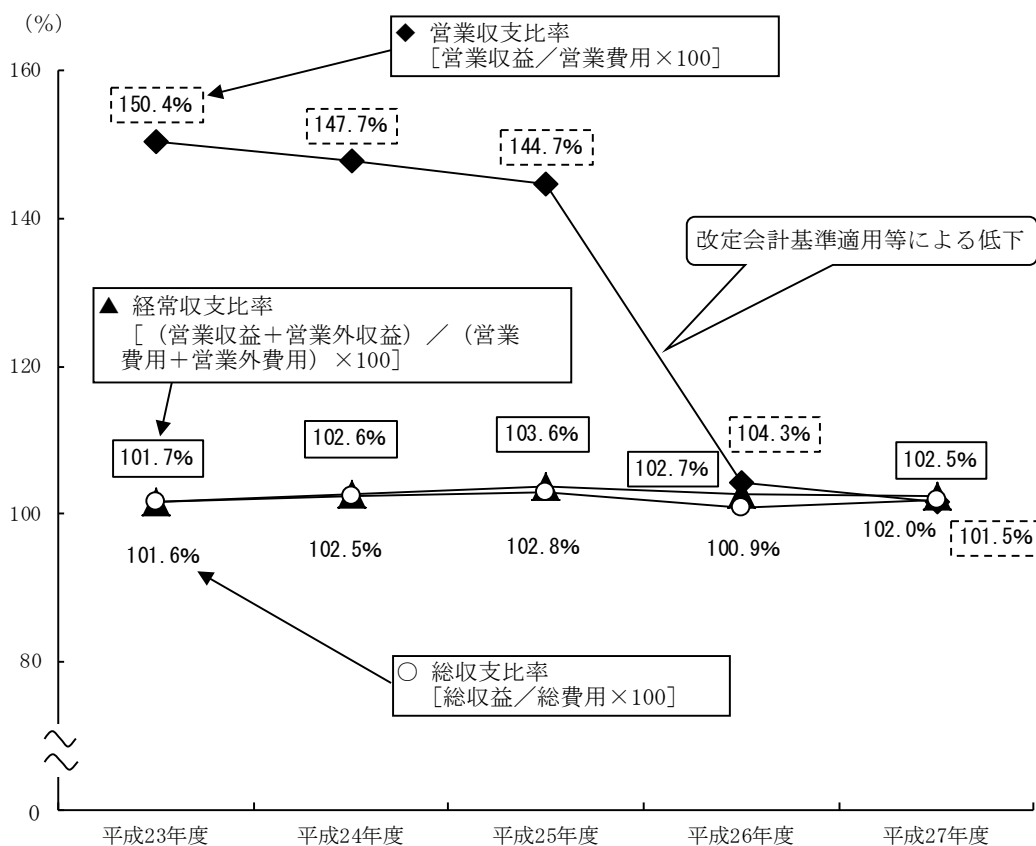 （%）
◆ 営業収支比率
［営業収益／営業費用×100］
160
150.4%
147.7%
144.7%
140
改定会計基準適用等による低下
▲ 経常収支比率
［（営業収益＋営業外収益）／（営業
費用＋営業外費用）×100］
120
101.7%
102.6%
103.6%
102.7%
104.3%
102.5%
100
101.6%
102.5%
102.8%
100.9%
102.0%
101.5%
80
○ 総収支比率
［総収益／総費用×100］
0
平成23年度
平成24年度
平成25年度
平成26年度
平成27年度